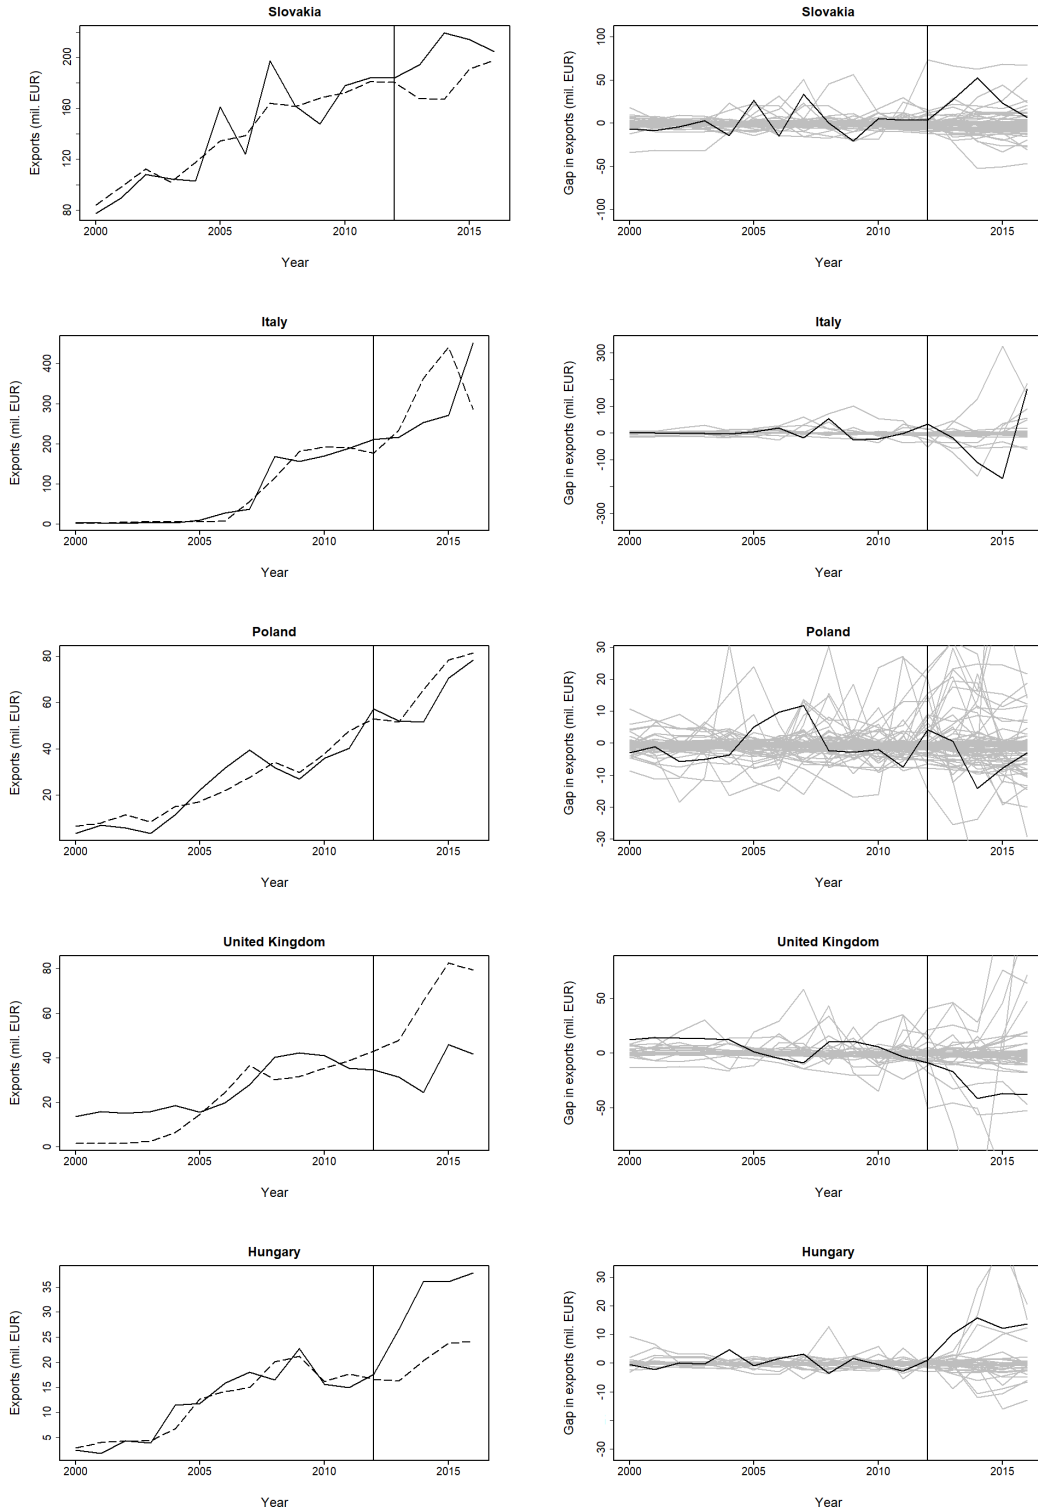 Slovakia
Exports (mil. EUR)
200
160
120
80
2000 2005 2010 2015
Year
Slovakia
Gap in exports (mil. EUR)
100
50
0
-50
-100
2000 2005 2010 2015
Year
Italy
Exports (mil. EUR)
400
300
200
100
0
2000 2005 2010 2015
Year
Italy
Gap in exports (mil. EUR)
300
100
0
-100
-300
2000 2005 2010 2015
Year
Poland
Exports (mil. EUR)
80
60
40
20
2000 2005 2010 2015
Year
Poland
Gap in exports (mil. EUR)
30
20
10
0
-10
-20
-30
2000 2005 2010 2015
Year
United Kingdom
Exports (mil. EUR)
80
60
40
20
0
2000 2005 2010 2015
Year
United Kingdom
Gap in exports (mil. EUR)
50
0
-50
2000 2005 2010 2015
Year
Hungary
Exports (mil. EUR)
35
30
25
20
15
10
5
2000 2005 2010 2015
Year
Hungary
Gap in exports (mil. EUR)
30
20
10
0
-10
-30
2000 2005 2010 2015
Year